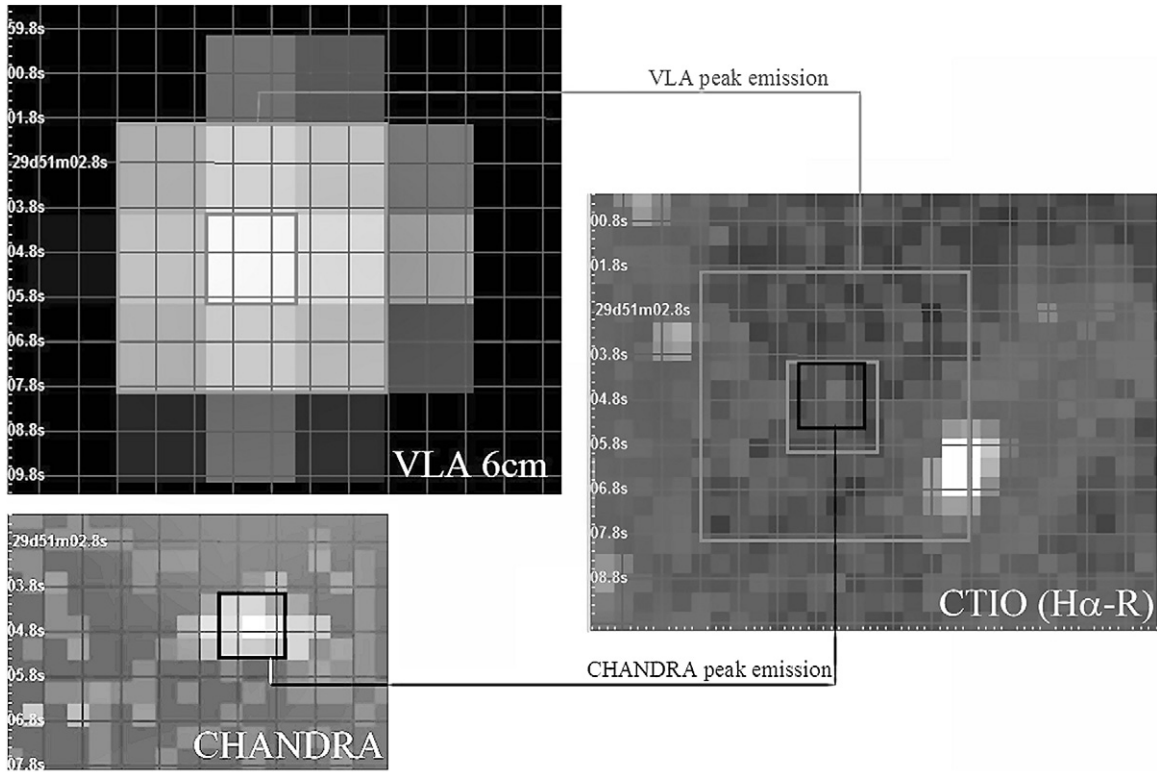 59.8s
00.8s
01.8s
29d51m02.8s
03.8s
04.8s
05.8s
06.8s
07.8s
08.8s
09.8s
VLA 6cm
VLA peak emission
00.8s
01.8s
29d51m02.8s
03.8s
04.8s
05.8s
06.8s
07.8s
08.8s
CTIO (Hα-R)
29d51m02.8s
03.8s
04.8s
05.8s
06.8s
07.8s
CHANDRA
CHANDRA peak emission